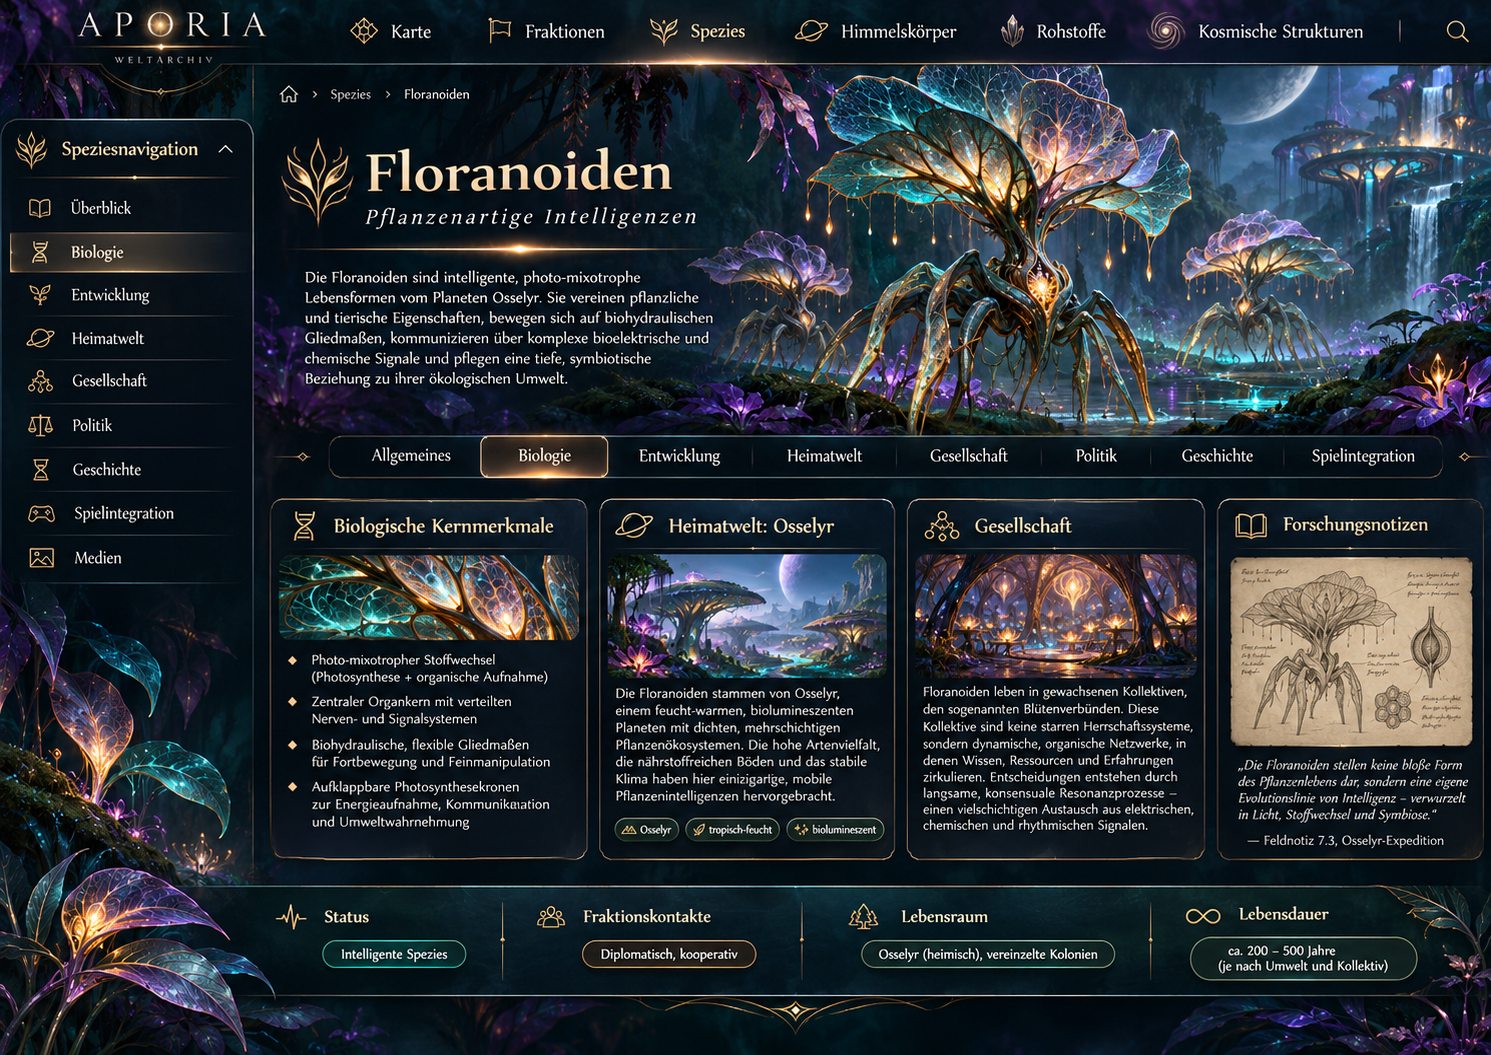 APORIA
WELTARCHIV
Karte
Fraktionen
Spezies
Himmelskörper
Rohstoffe
Kosmische Strukturen
Spezies
Floranoiden
Speziesnavigation
Überblick
Biologie
Entwicklung
Heimatwelt
Gesellschaft
Politik
Geschichte
Spielintegration
Medien
Floranoiden
Pflanzenartige Intelligenzen
Die Floranoiden sind intelligente, photo-mixotrophe
Lebensformen vom Planeten Osselyr. Sie vereinen pflanzliche
und tierische Eigenschaften, bewegen sich auf biohydraulischen
Gliedmaßen, kommunizieren über komplexe bioelektrische und
chemische Signale und pflegen eine tiefe, symbiotische
Beziehung zu ihrer ökologischen Umwelt.
Allgemeines
Biologie
Entwicklung
Heimatwelt
Gesellschaft
Politik
Geschichte
Spielintegration
Biologische Kernmerkmale
Photo-mixotropher Stoffwechsel
(Photosynthese + organische Aufnahme)
Zentraler Organkern mit verteilten
Nerven- und Signalsystemen
Biohydraulische, flexible Gliedmaßen
für Fortbewegung und Feinmanipulation
Aufklappbare Photosynthesekronen
zur Energieaufnahme, Kommunikation
und Umweltwahrnehmung
Heimatwelt: Osselyr
Die Floranoiden stammen von Osselyr,
einem feucht-warmen, biolumineszenten
Planeten mit dichten, mehrschichtigen
Pflanzenökosystemen. Die hohe Artenvielfalt,
die nährstoffreichen Böden und das stabile
Klima haben hier einizigarlige, mobile
Pflanzenintelligenzen hervorgebracht.
Osselyr
tropisch-feucht
biolumineszent
Gesellschaft
Floranoiden leben in gewachsenen Kollektiven,
den sogenannten Blütenverbünden. Diese
Kollektive sind keine starren Herrschaftssysteme,
sondern dynamische, organische Netzwerke, in
denen Wissen, Ressourcen und Erfahrungen
zirkulieren. Entscheidungen entstehen durch
langsame, konsensuale Resonanzprozesse –
einen vielschichtigen Austausch aus elektrischen,
chemischen und rhythmischen Signalen.
Forschungsnotizen
„Die Floranoiden stellen keine bloße Form
des Pflanzenlebens dar, sondern eine eigene
Evolutionslinie von Intelligenz – verwurzelt
in Licht, Stoffwechsel und Symbiose.“
— Feldnotiz 7.3, Osselyr-Expedition
Status
Intelligente Spezies
Fraktionskontakte
Diplomatisch, kooperativ
Lebensraum
Osselyr (heimisch), vereinzelte Kolonien
Lebensdauer
ca. 200 – 500 Jahre
(je nach Umwelt und Kollektiv)